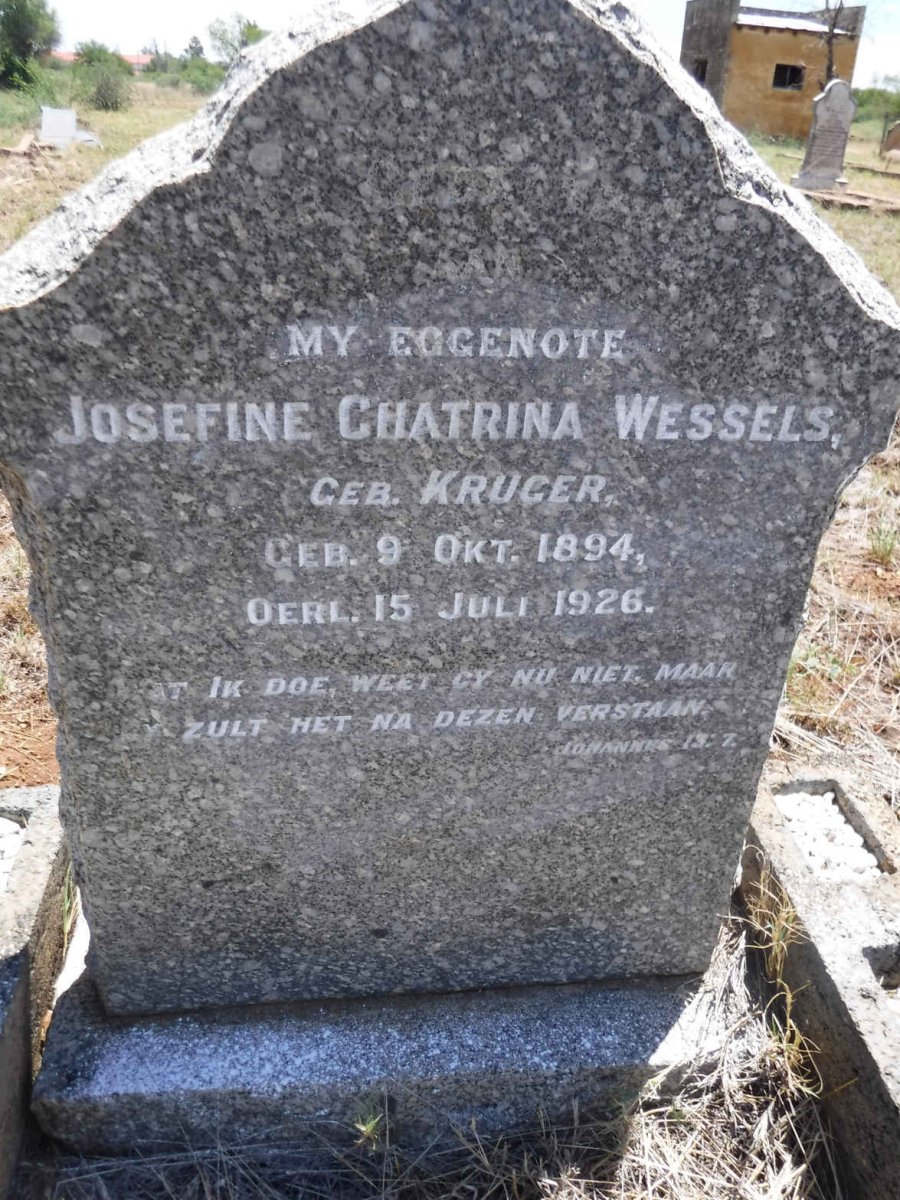 MY EGGENOTE
JOSEFINE CHATRINA WESSELS,
GEB. KRUGER,
GEB. 9 OKT. 1894,
OERL. 15 JULI 1926.
IK DOE, WEET GY NU NIET, MAAR
ZULT HET NA DEZEN VERSTAAN.
JOHANNES 13. 7.